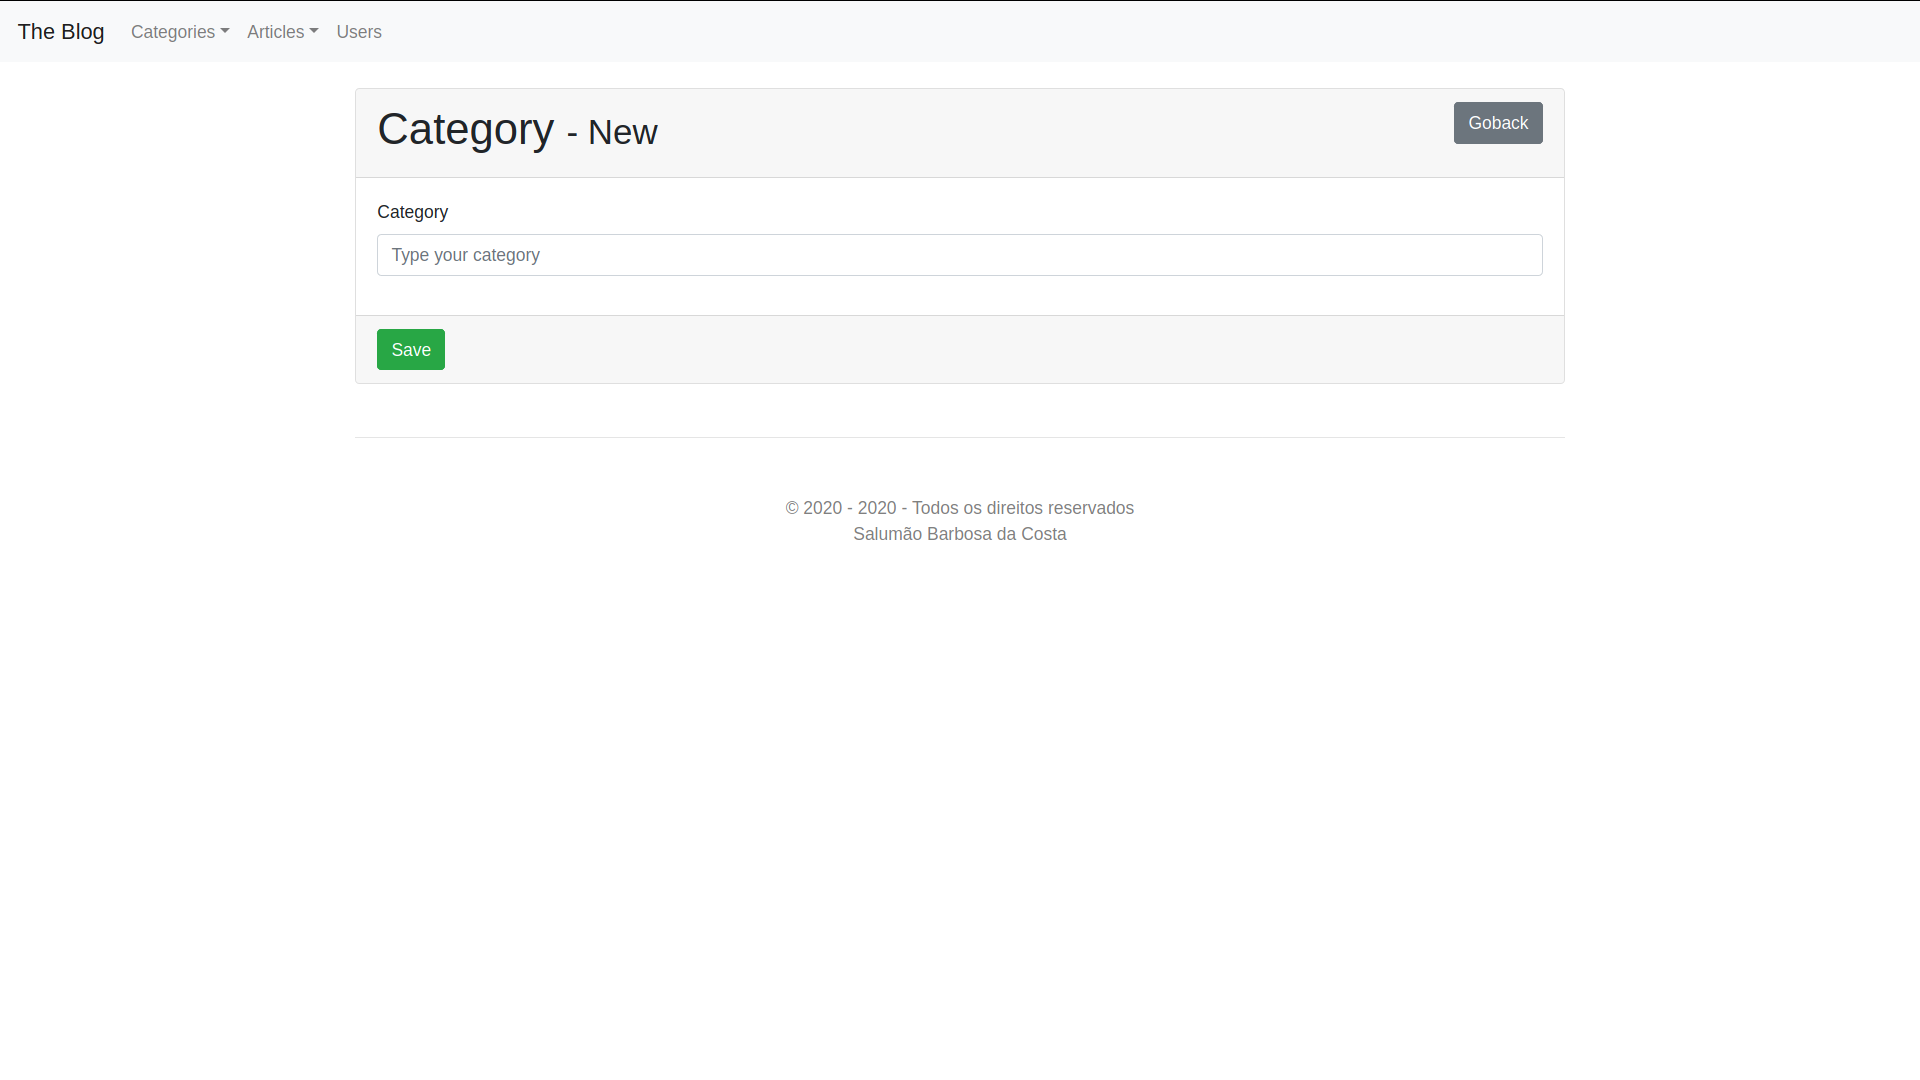 The Blog Categories Articles Users
Category - New Goback
Category
Type your category
Save
© 2020 - 2020 - Todos os direitos reservados
Salumão Barbosa da Costa